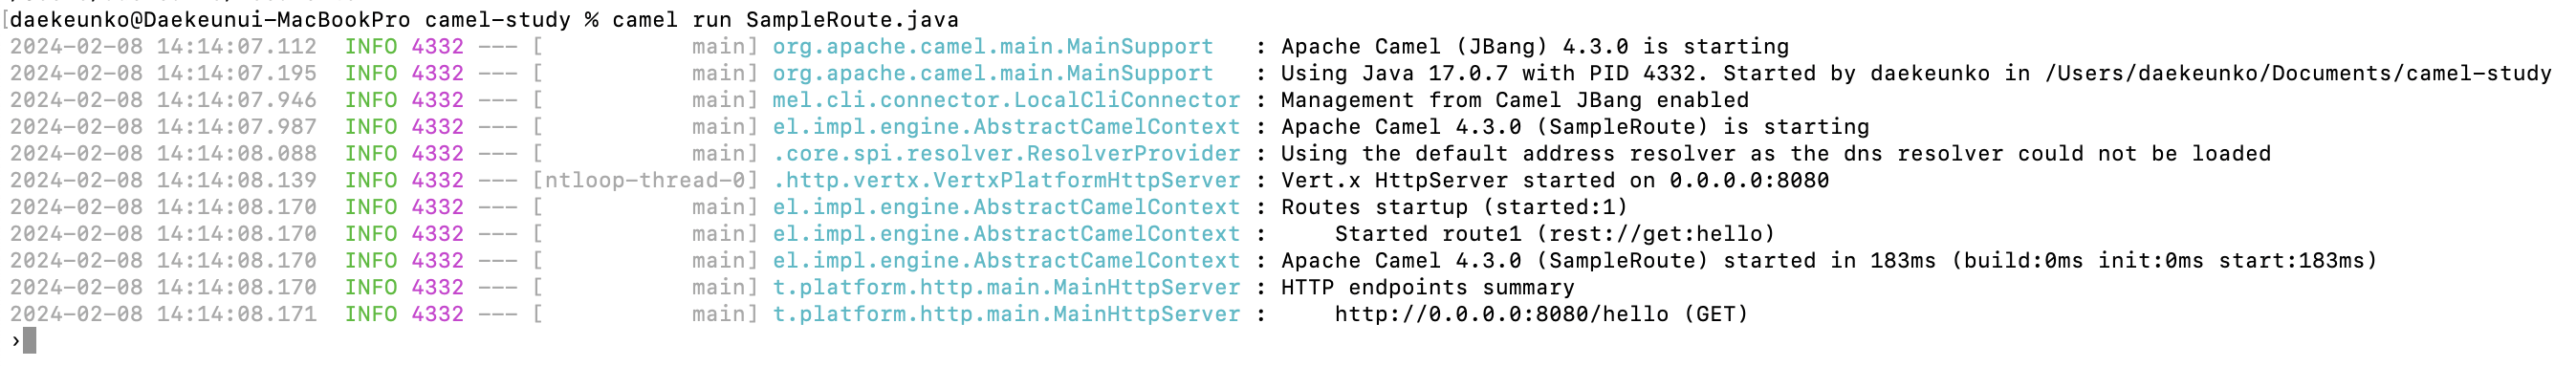 [daekeunko@Daekeunui-MacBookPro camel-study % camel run SampleRoute.java
2024-02-08 14:14:07.112  INFO 4332 --- [           main] org.apache.camel.main.MainSupport   : Apache Camel (JBang) 4.3.0 is starting
2024-02-08 14:14:07.195  INFO 4332 --- [           main] org.apache.camel.main.MainSupport   : Using Java 17.0.7 with PID 4332. Started by daekeunko in /Users/daekeunko/Documents/camel-study
2024-02-08 14:14:07.946  INFO 4332 --- [           main] mel.cli.connector.LocalCliConnector : Management from Camel JBang enabled
2024-02-08 14:14:07.987  INFO 4332 --- [           main] el.impl.engine.AbstractCamelContext : Apache Camel 4.3.0 (SampleRoute) is starting
2024-02-08 14:14:08.088  INFO 4332 --- [           main] .core.spi.resolver.ResolverProvider : Using the default address resolver as the dns resolver could not be loaded
2024-02-08 14:14:08.139  INFO 4332 --- [ntloop-thread-0] .http.vertx.VertxPlatformHttpServer : Vert.x HttpServer started on 0.0.0.0:8080
2024-02-08 14:14:08.170  INFO 4332 --- [           main] el.impl.engine.AbstractCamelContext : Routes startup (started:1)
2024-02-08 14:14:08.170  INFO 4332 --- [           main] el.impl.engine.AbstractCamelContext :     Started route1 (rest://get:hello)
2024-02-08 14:14:08.170  INFO 4332 --- [           main] el.impl.engine.AbstractCamelContext : Apache Camel 4.3.0 (SampleRoute) started in 183ms (build:0ms init:0ms start:183ms)
2024-02-08 14:14:08.170  INFO 4332 --- [           main] t.platform.http.main.MainHttpServer : HTTP endpoints summary
2024-02-08 14:14:08.171  INFO 4332 --- [           main] t.platform.http.main.MainHttpServer :     http://0.0.0.0:8080/hello (GET)
›